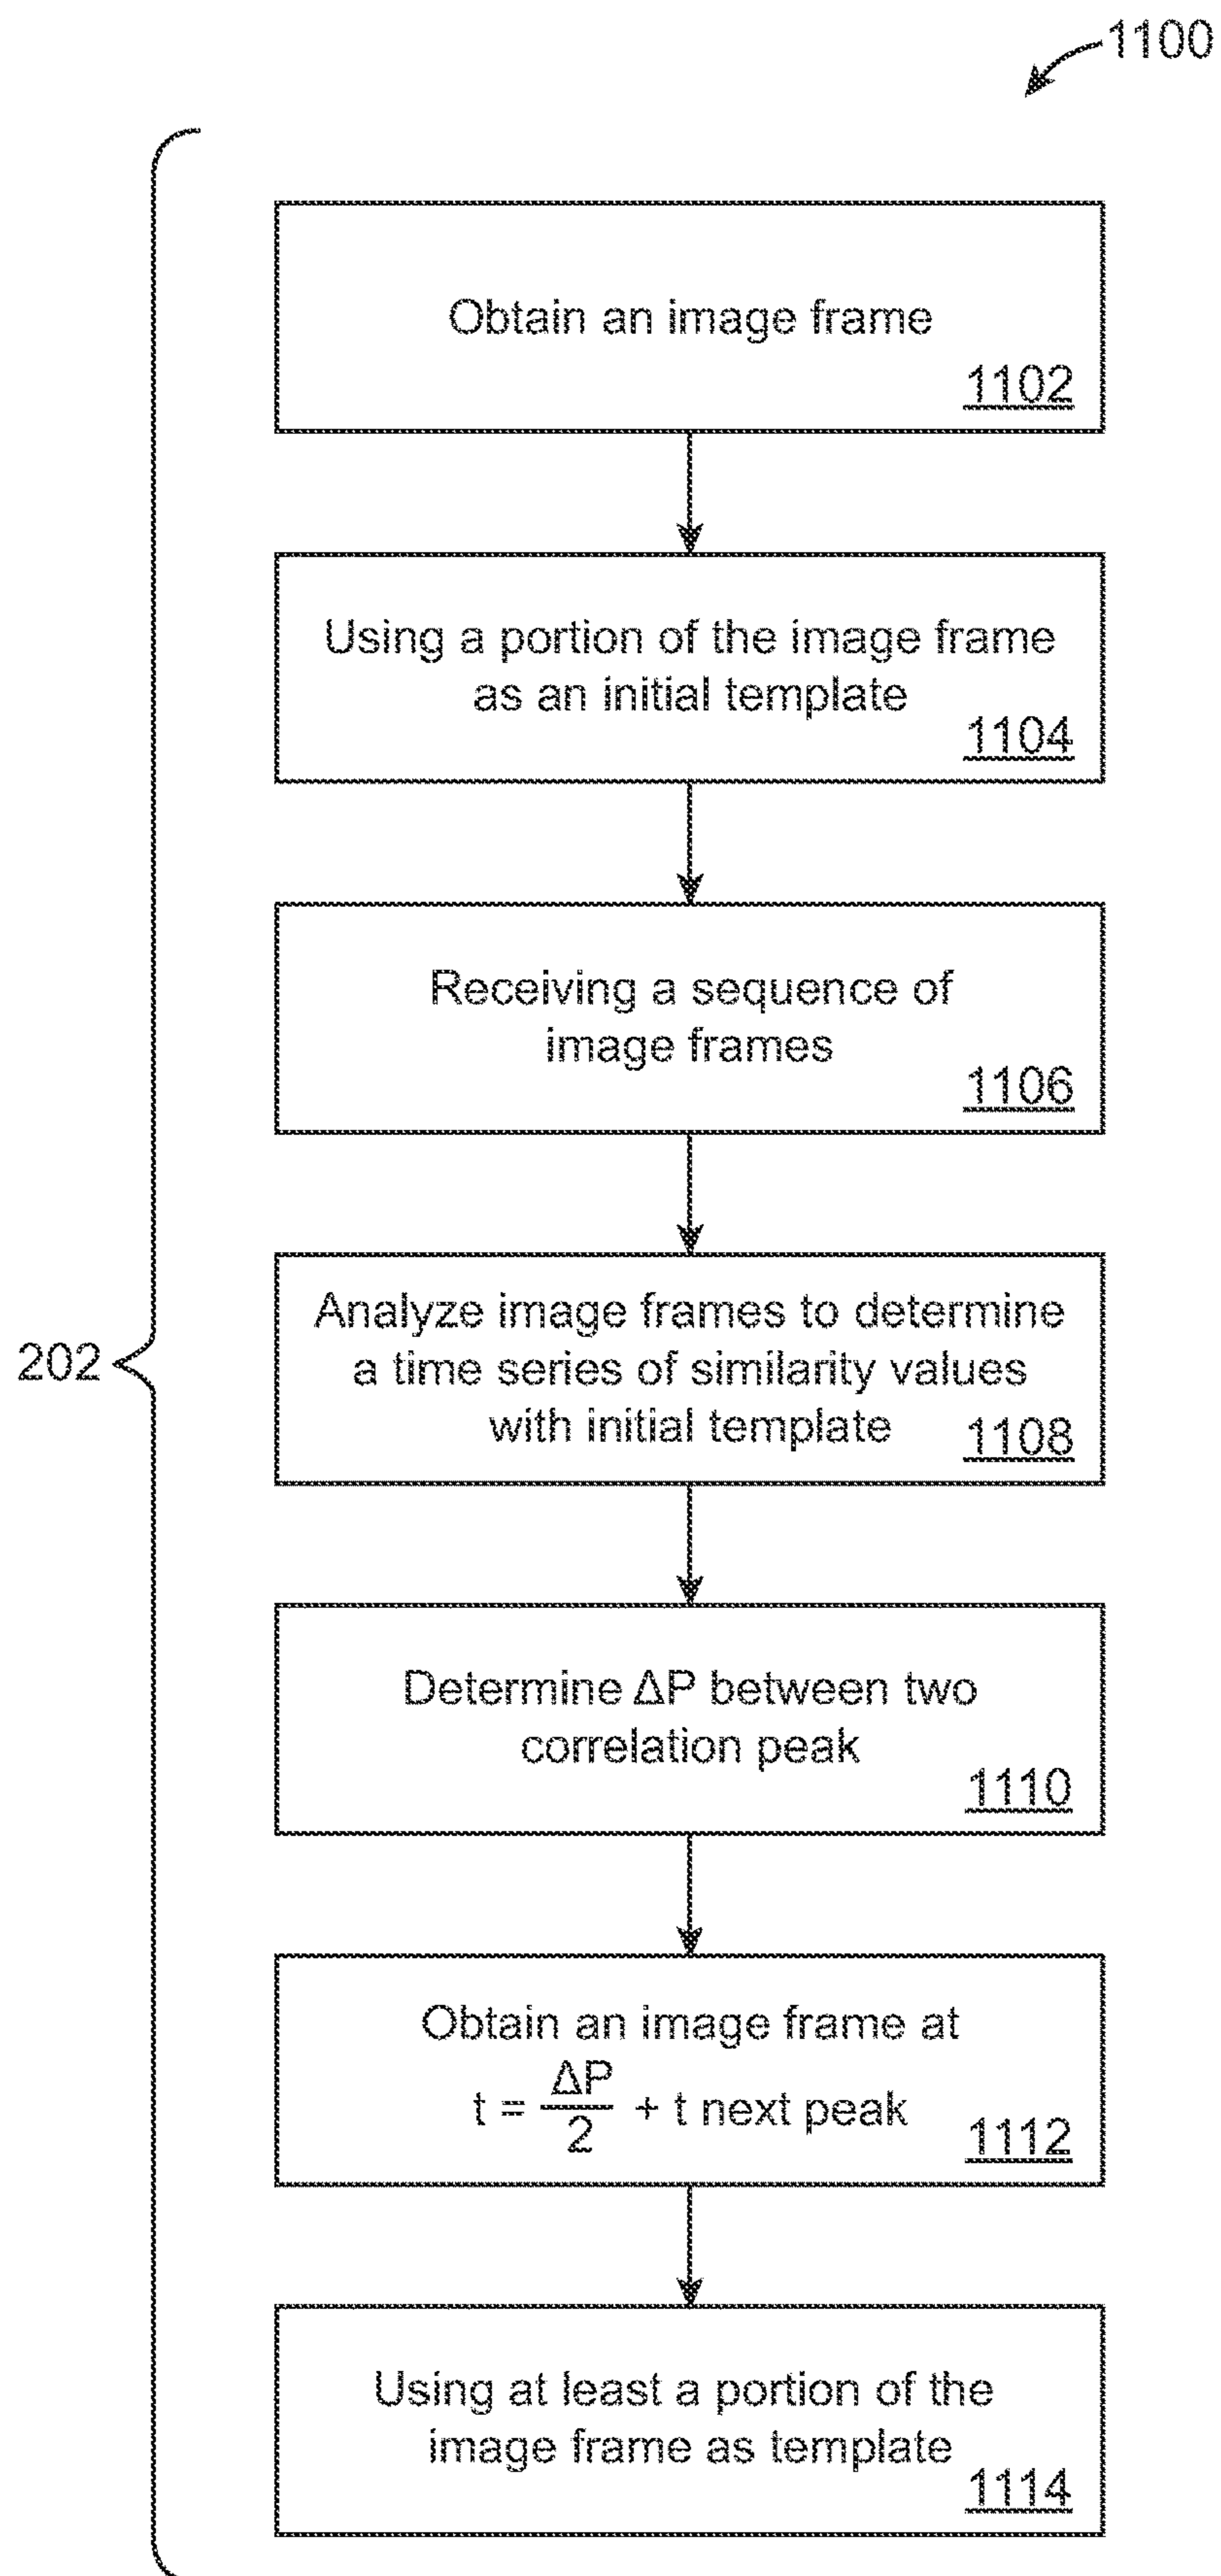 1100
Obtain an image frame
1102
Using a portion of the image frame
as an initial template
1104
Receiving a sequence of
image frames
1106
202
Analyze image frames to determine
a time series of similarity values
with initial template
1108
Determine ΔP between two
correlation peak
1110
Obtain an image frame at
t = ΔP/2 + t next peak
1112
Using at least a portion of the
image frame as template
1114